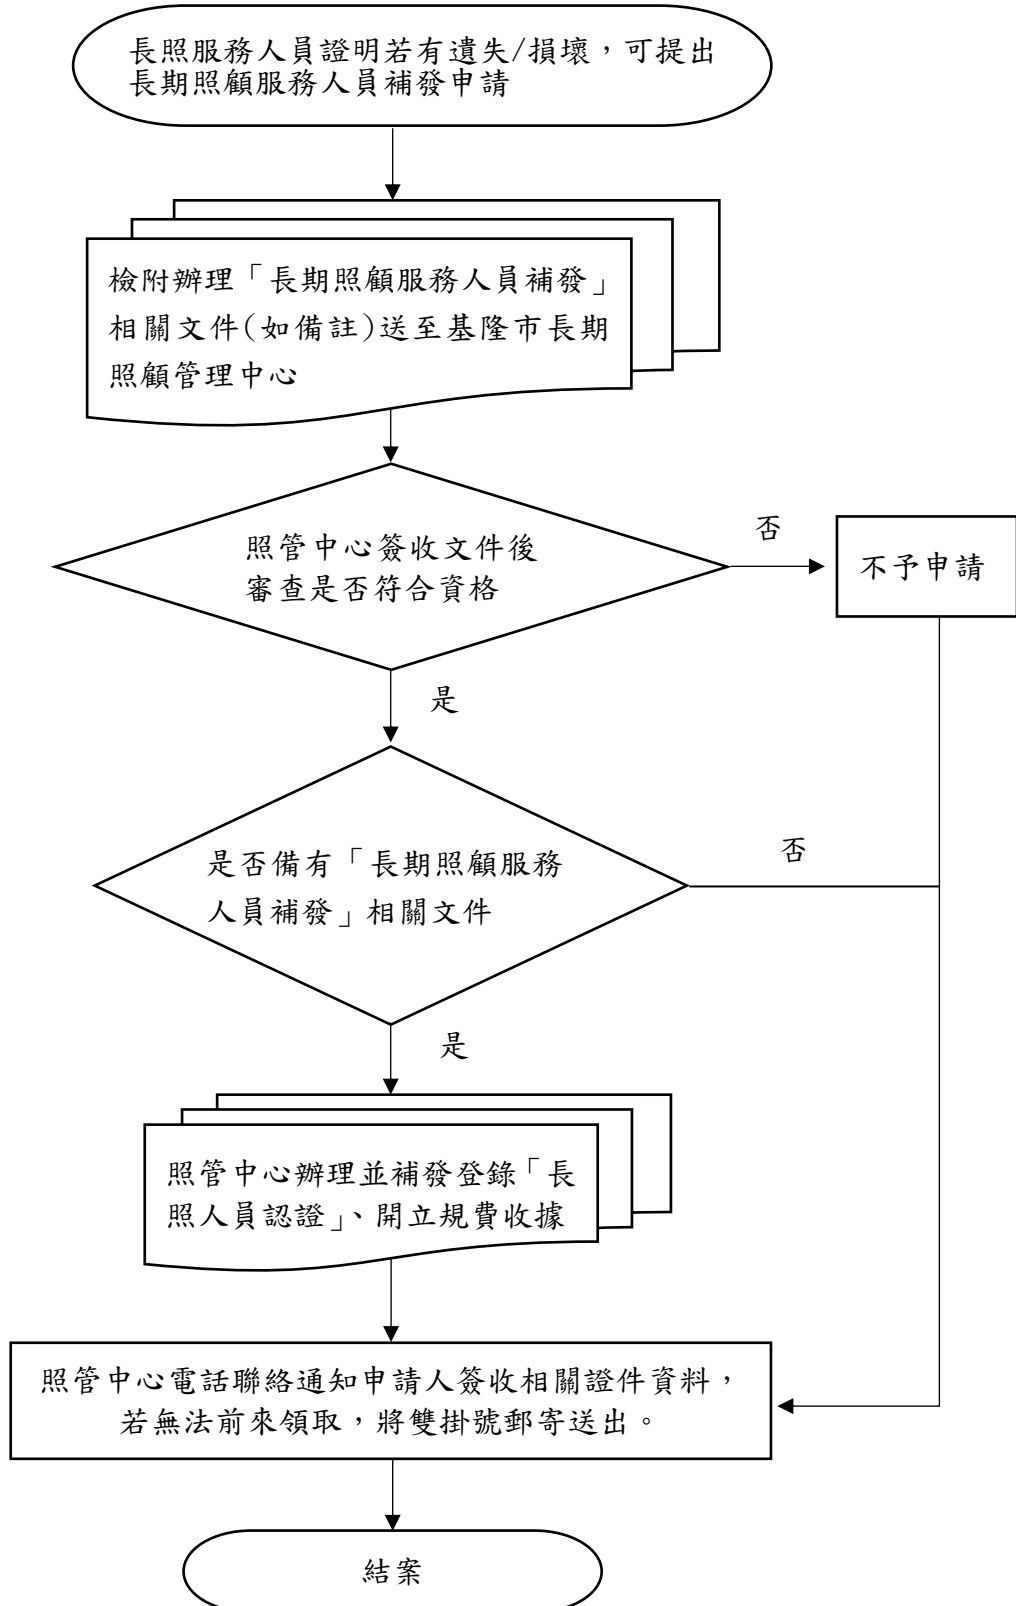 長照服務人員證明若有遺失/損壞，可提出
長期照顧服務人員補發申請
檢附辦理「長期照顧服務人員補發」
相關文件(如備註)送至基隆市長期
照顧管理中心
照管中心簽收文件後
審查是否符合資格
否
不予申請
是
是否備有「長期照顧服務
人員補發」相關文件
否
是
照管中心辦理並補發登錄「長
照人員認證」、開立規費收據
照管中心電話聯絡通知申請人簽收相關證件資料，
若無法前來領取，將雙掛號郵寄送出。
結案